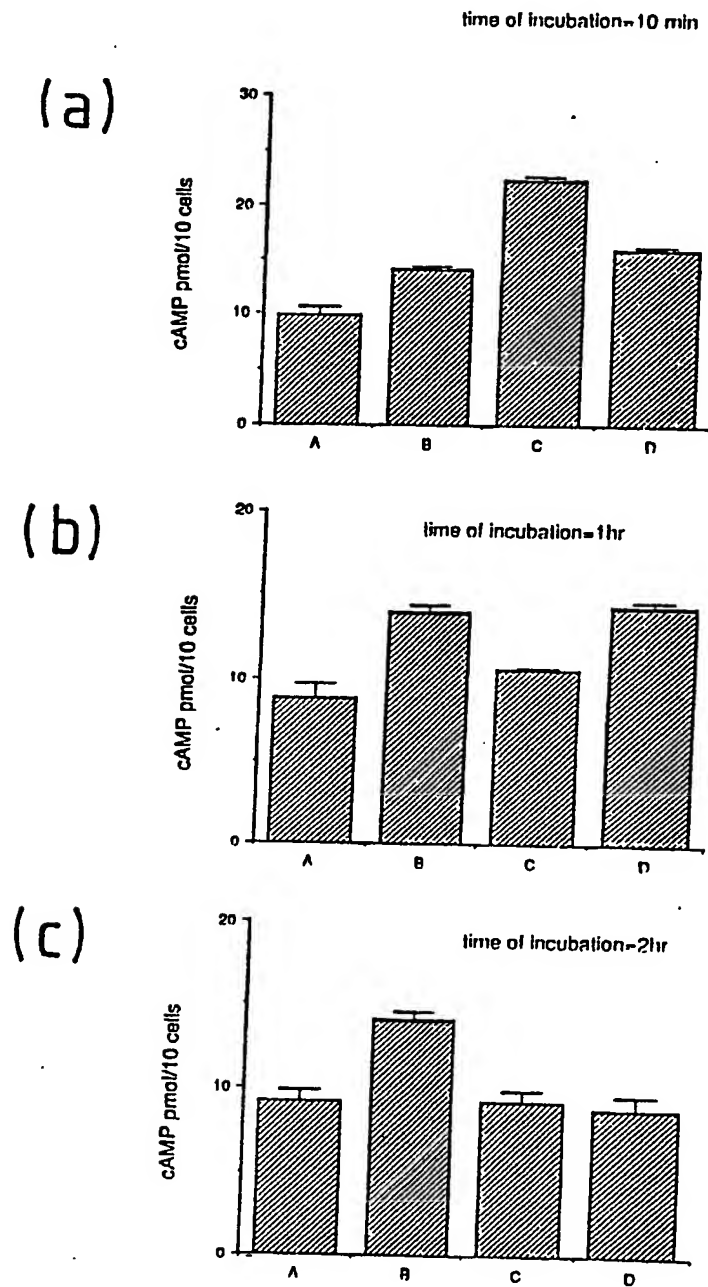 time of incubation=10 min
(a)
30
20
10
0
cAMP pmol/10 cells
A B C D
(b)
time of incubation=1hr
20
10
0
cAMP pmol/10 cells
A B C D
(c)
time of incubation=2hr
20
10
0
cAMP pmol/10 cells
A B C D